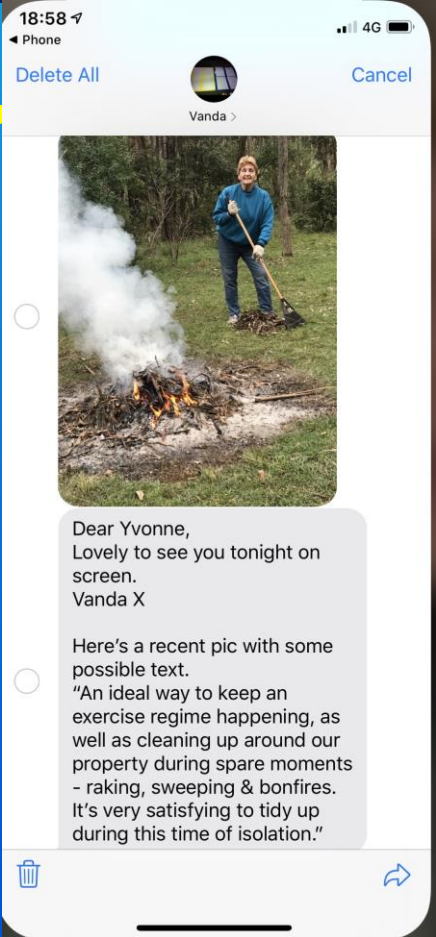 18:58
4G
Phone
Delete All
Cancel
Vanda
Dear Yvonne,
Lovely to see you tonight on
screen.
Vanda X
Here’s a recent pic with some
possible text.
“An ideal way to keep an
exercise regime happening, as
well as cleaning up around our
property during spare moments
- raking, sweeping & bonfires.
It’s very satisfying to tidy up
during this time of isolation.”